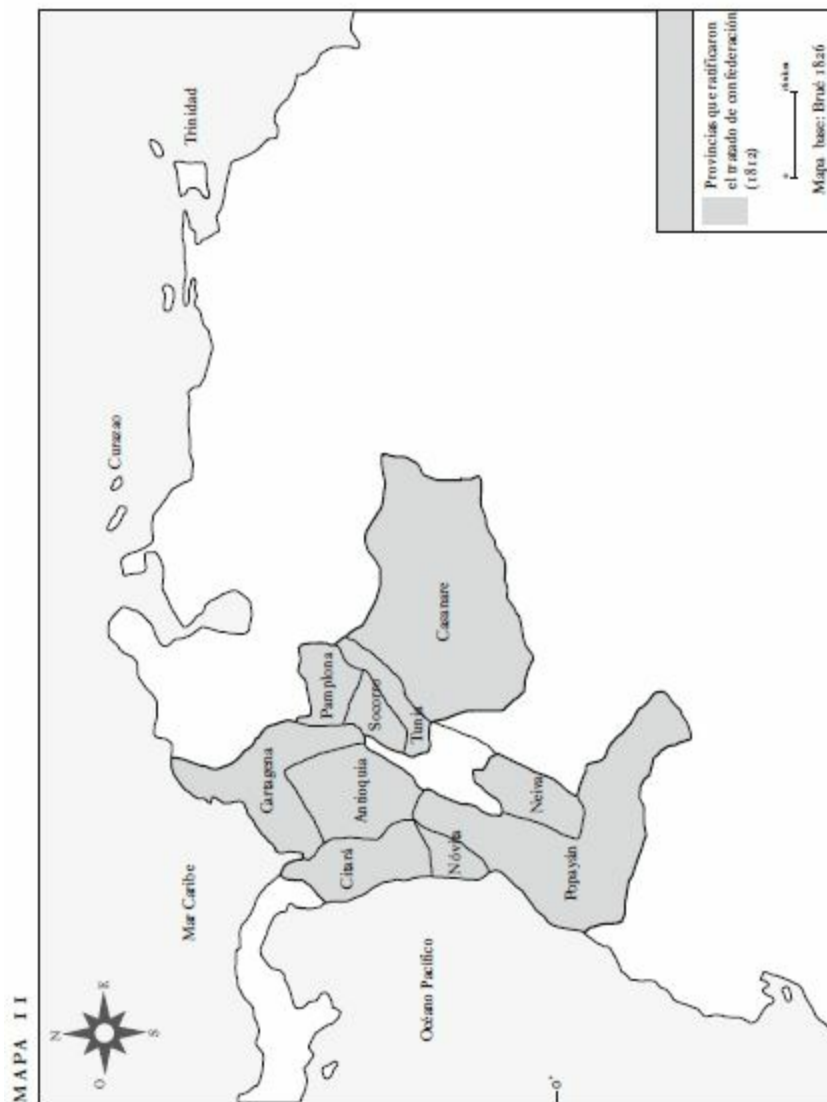 MAPA II
N
O
E
S
Mar Caribe
Curazao
Trinidad
Océano Pacífico
Cartagena
Pamplona
Socorro
Tunja
Casanare
Antioquia
Citará
Nóvita
Neiva
Popayán
0°
Provincias que ratificaron
el tratado de confederación
(1812)
0
Mapa base: Brué 1826